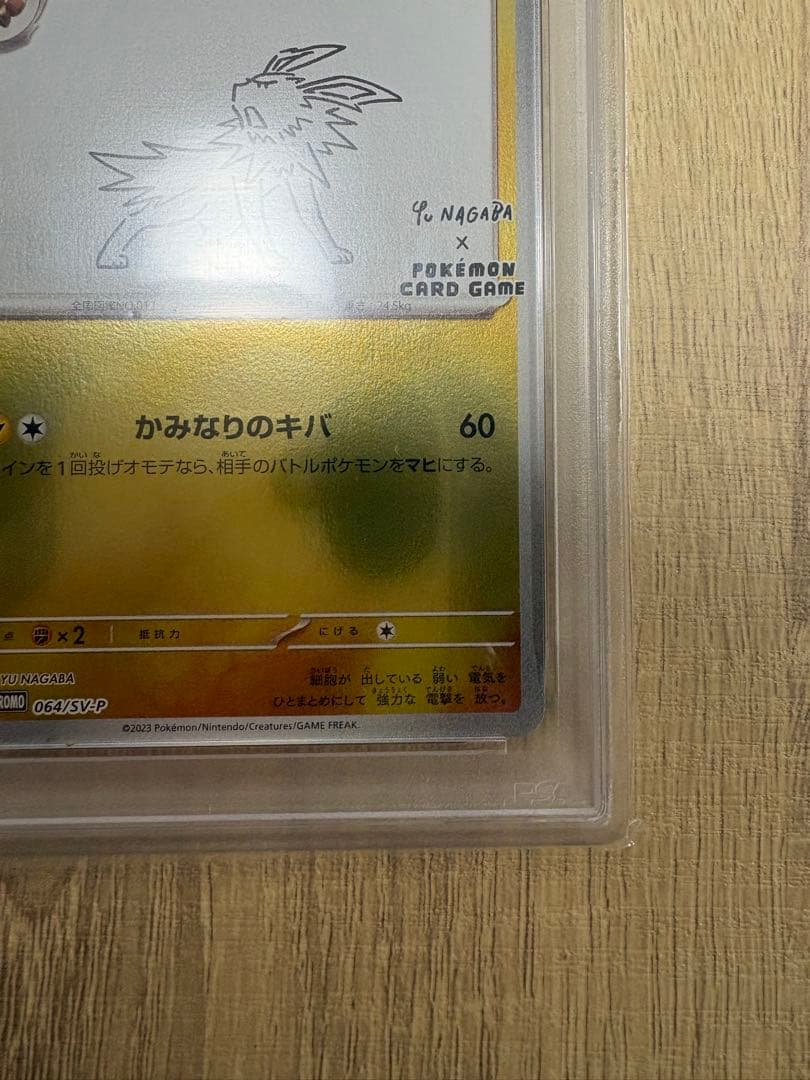 Yu NAGABA
×
POKÉMON
CARD GAME
全国図鑑NO.
重さ：24.5kg
かみなりのキバ 60
インを1回投げオモテなら、相手のバトルポケモンをマヒにする。
点 ×2 抵抗力 にげる
YU NAGABA
細胞が 出している 弱い 電気を
ROMO 064/SV-P ひとまとめにして 強力な 電撃を 放つ。
©2023 Pokémon/Nintendo/Creatures/GAME FREAK.
PSA